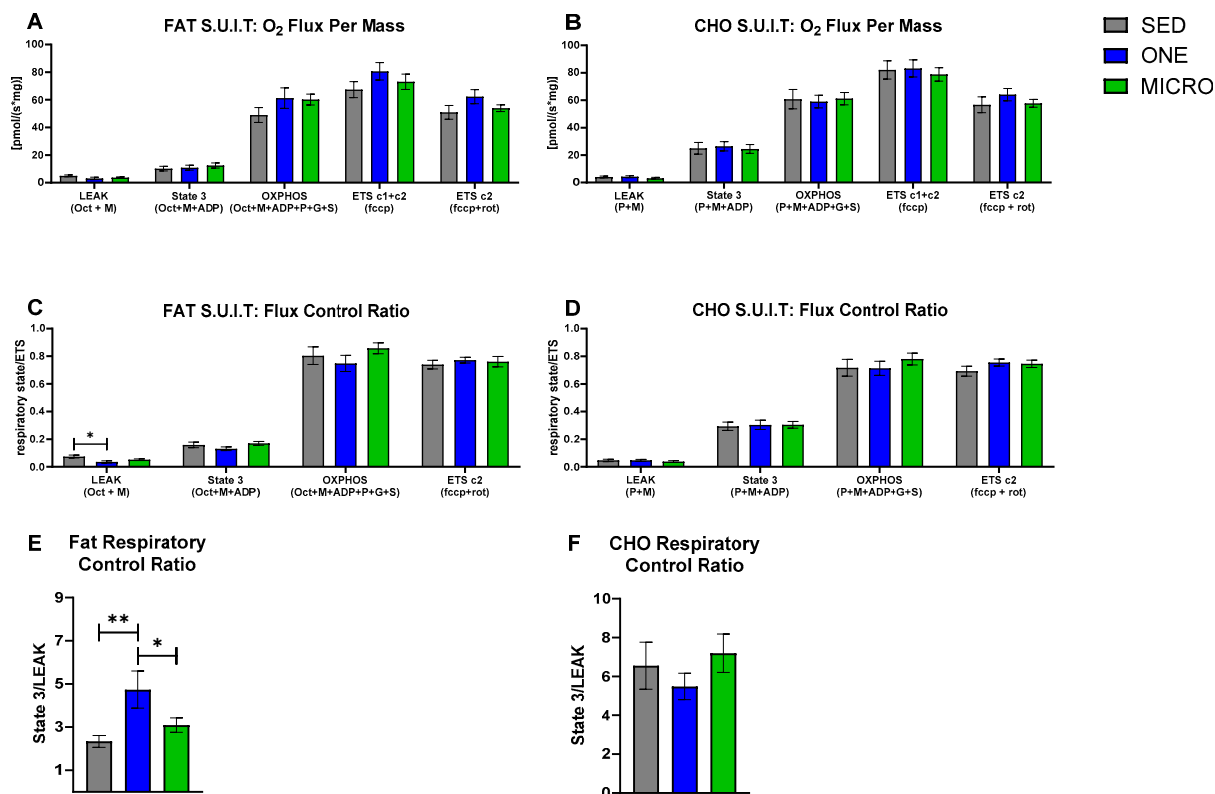 A
FAT S.U.I.T: O2 Flux Per Mass
[pmol/(s*mg)]
100
80
60
40
20
0
LEAK
(Oct + M)
State 3
(Oct+M+ADP)
OXPHOS
(Oct+M+ADP+P+G+S)
ETS c1+c2
(fccp)
ETS c2
(fccp+rot)
B
CHO S.U.I.T: O2 Flux Per Mass
[pmol/(s*mg)]
100
80
60
40
20
0
LEAK
(P+M)
State 3
(P+M+ADP)
OXPHOS
(P+M+ADP+G+S)
ETS c1+c2
(fccp)
ETS c2
(fccp + rot)
SED
ONE
MICRO
C
FAT S.U.I.T: Flux Control Ratio
respiratory state/ETS
1.0
0.8
0.6
0.4
0.2
0.0
*
LEAK
(Oct + M)
State 3
(Oct+M+ADP)
OXPHOS
(Oct+M+ADP+P+G+S)
ETS c2
(fccp+rot)
D
CHO S.U.I.T: Flux Control Ratio
respiratory state/ETS
1.0
0.8
0.6
0.4
0.2
0.0
LEAK
(P+M)
State 3
(P+M+ADP)
OXPHOS
(P+M+ADP+G+S)
ETS c2
(fccp + rot)
E
Fat Respiratory
Control Ratio
State 3/LEAK
9
7
5
3
1
**
*
F
CHO Respiratory
Control Ratio
State 3/LEAK
10
8
6
4
2
0